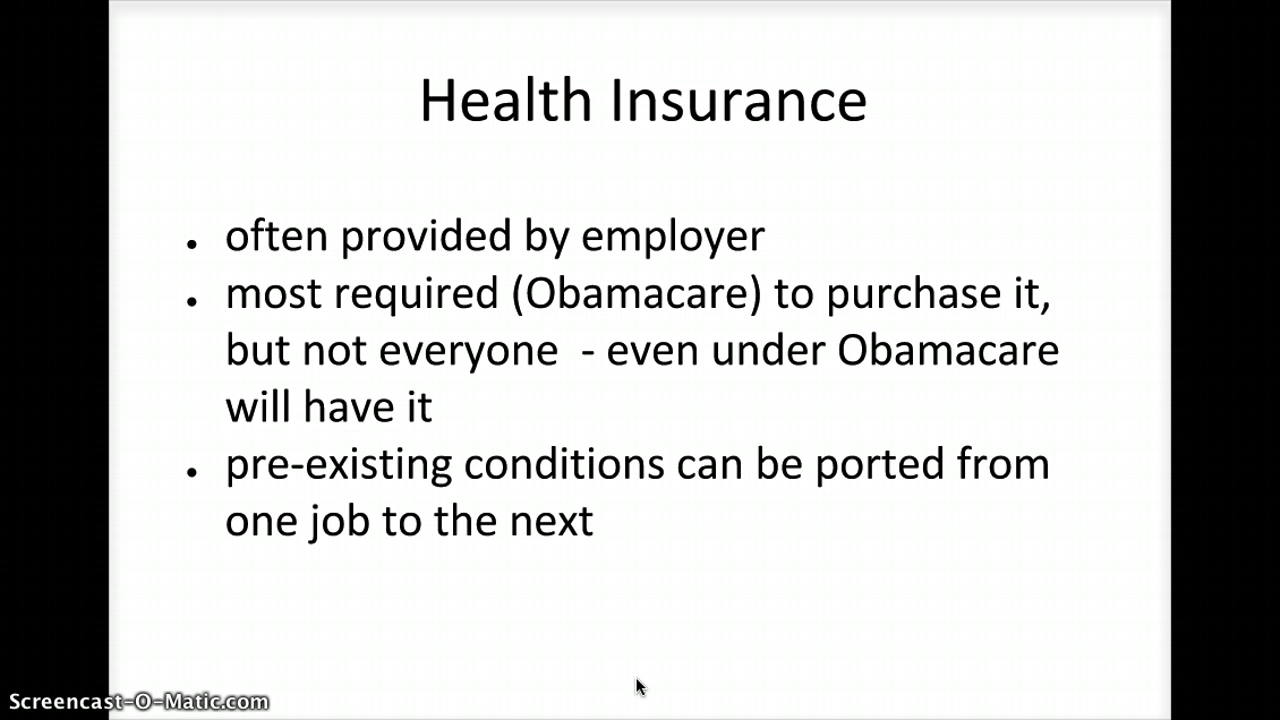 Health Insurance
• often provided by employer
• most required (Obamacare) to purchase it,
but not everyone  - even under Obamacare
will have it
• pre-existing conditions can be ported from
one job to the next
Screencast-O-Matic.com